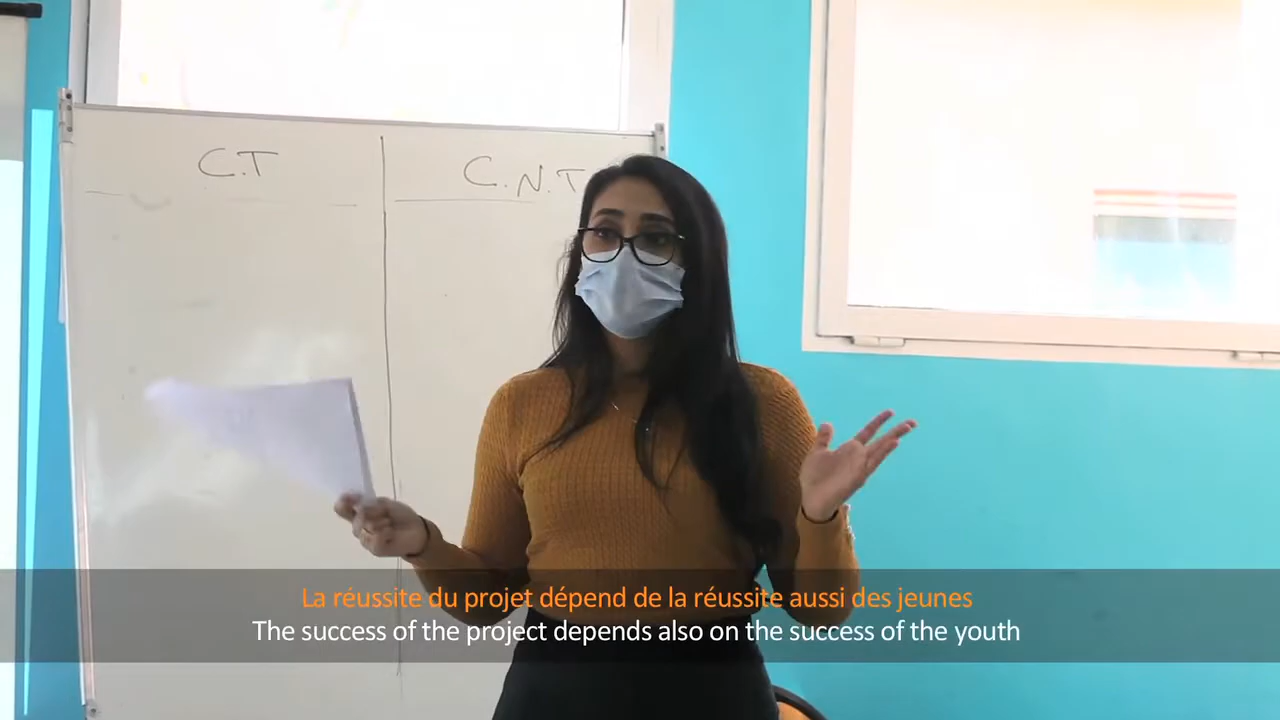 C.T
C.N.T
La réussite du projet dépend de la réussite aussi des jeunes
The success of the project depends also on the success of the youth